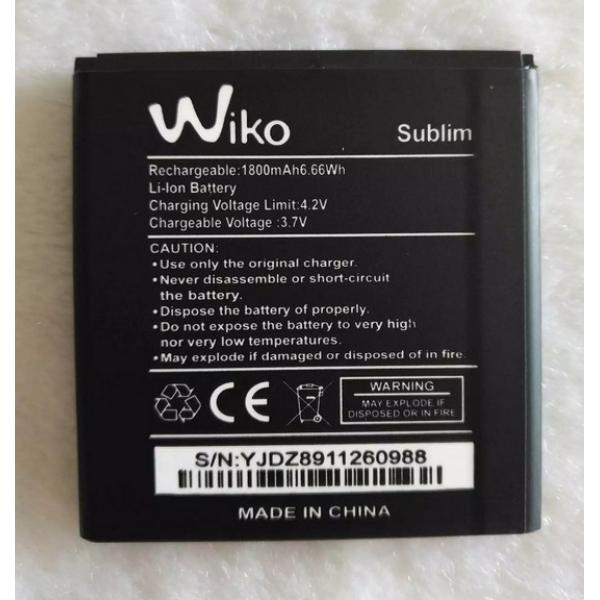 Wiko
Sublim
Rechargeable:1800mAh6.66Wh
Li-Ion Battery
Charging Voltage Limit:4.2V
Chargeable Voltage :3.7V
CAUTION:
•Use only the original charger.
•Never disassemble or short-circuit
the battery.
•Dispose the battery of properly.
•Do not expose the battery to very high
nor very low temperatures.
•May explode if damaged or disposed of in fire.
CE
WARNING
MAY EXPLODE IF
DISPOSED OR IN FIRE
S/N:YJDZ8911260988
MADE IN CHINA